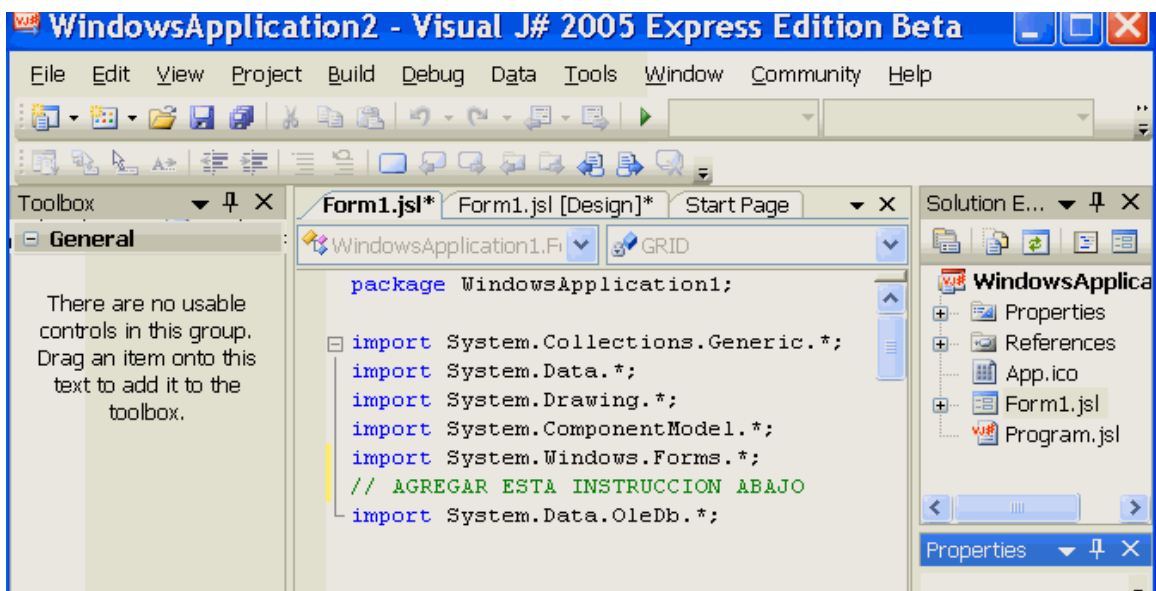 WindowsApplication2 - Visual J# 2005 Express Edition Beta
File Edit View Project Build Debug Data Tools Window Community Help
Toolbox
General
There are no usable
controls in this group.
Drag an item onto this
text to add it to the
toolbox.
Form1.jsl* Form1.jsl [Design]* Start Page
WindowsApplication1.F GRID
package WindowsApplication1;
import System.Collections.Generic.*;
import System.Data.*;
import System.Drawing.*;
import System.ComponentModel.*;
import System.Windows.Forms.*;
// AGREGAR ESTA INSTRUCCION ABAJO
import System.Data.OleDb.*;
Solution E...
WindowsApplica
Properties
References
App.ico
Form1.jsl
Program.jsl
Properties